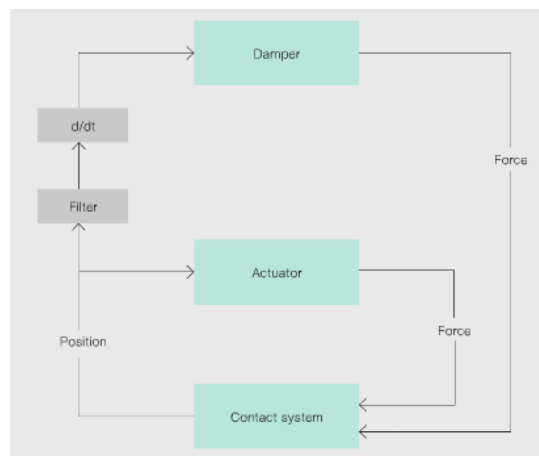 Damper
d/dt
Force
Filter
Actuator
Force
Position
Contact system